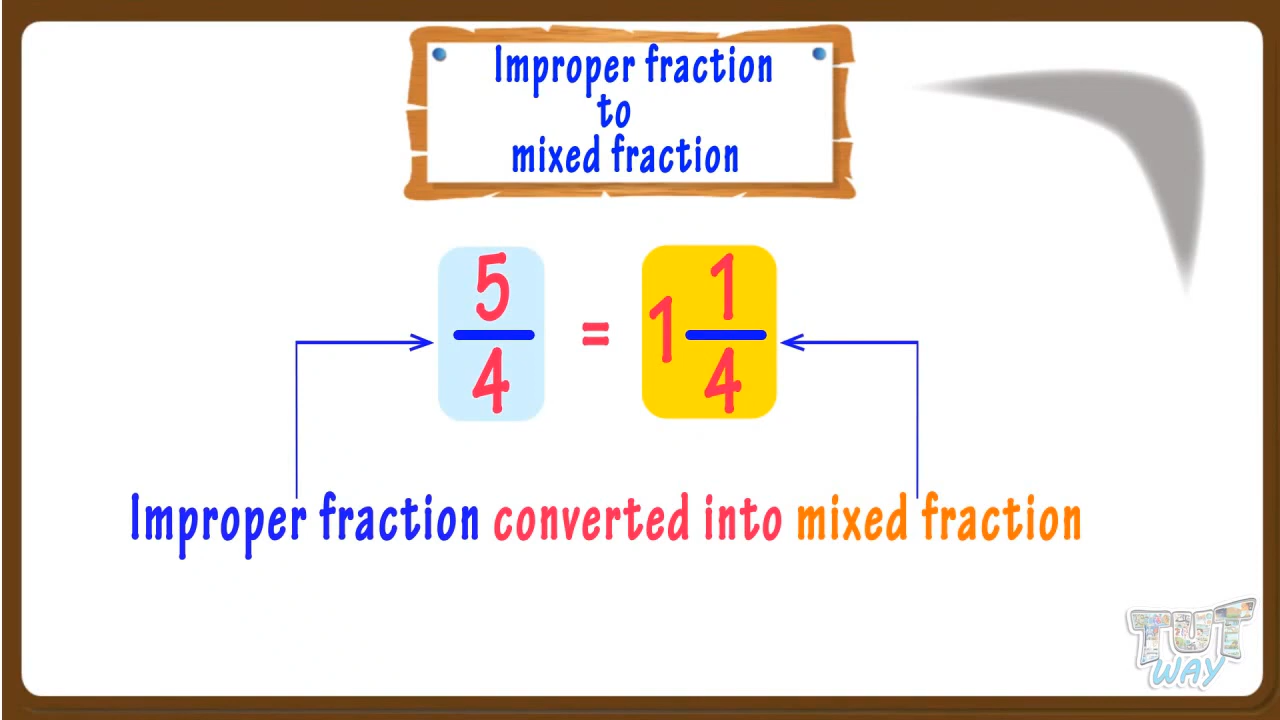 Improper fraction
to
mixed fraction
5/4 = 1 1/4
Improper fraction converted into mixed fraction
TUT
WAY